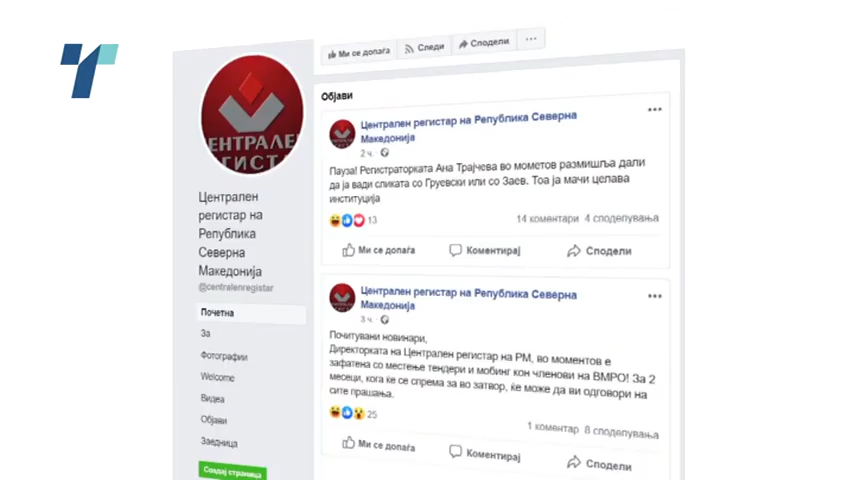 Ми се допаѓа
Следи
Сподели
ЕНТРАЛЕ
ГИСТ
Централен
регистар на
Република
Северна
Македонија
@centralenregistar
Почетна
За
Фотографии
Welcome
Видеа
Објави
Заедница
Создај страница
Објави
Централен регистар на Република Северна
Македонија
2 ч.
Пауза! Регистраторката Ана Трајчева во мометов размишља дали
да ја вади сликата со Груевски или со Заев. Тоа ја мачи целава
институција
13
14 коментари 4 споделувања
Ми се допаѓа
Коментирај
Сподели
Централен регистар на Република Северна
Македонија
3 ч.
Почитувани новинари,
Директорката на Централен регистар на РМ, во моментов е
зафатена со местење тендери и мобинг кон членови на ВМРО! За 2
месеци, кога ќе се спрема за во затвор, ќе може да ви одговори на
сите прашања.
25
1 коментар 8 споделувања
Ми се допаѓа
Коментирај
Сподели